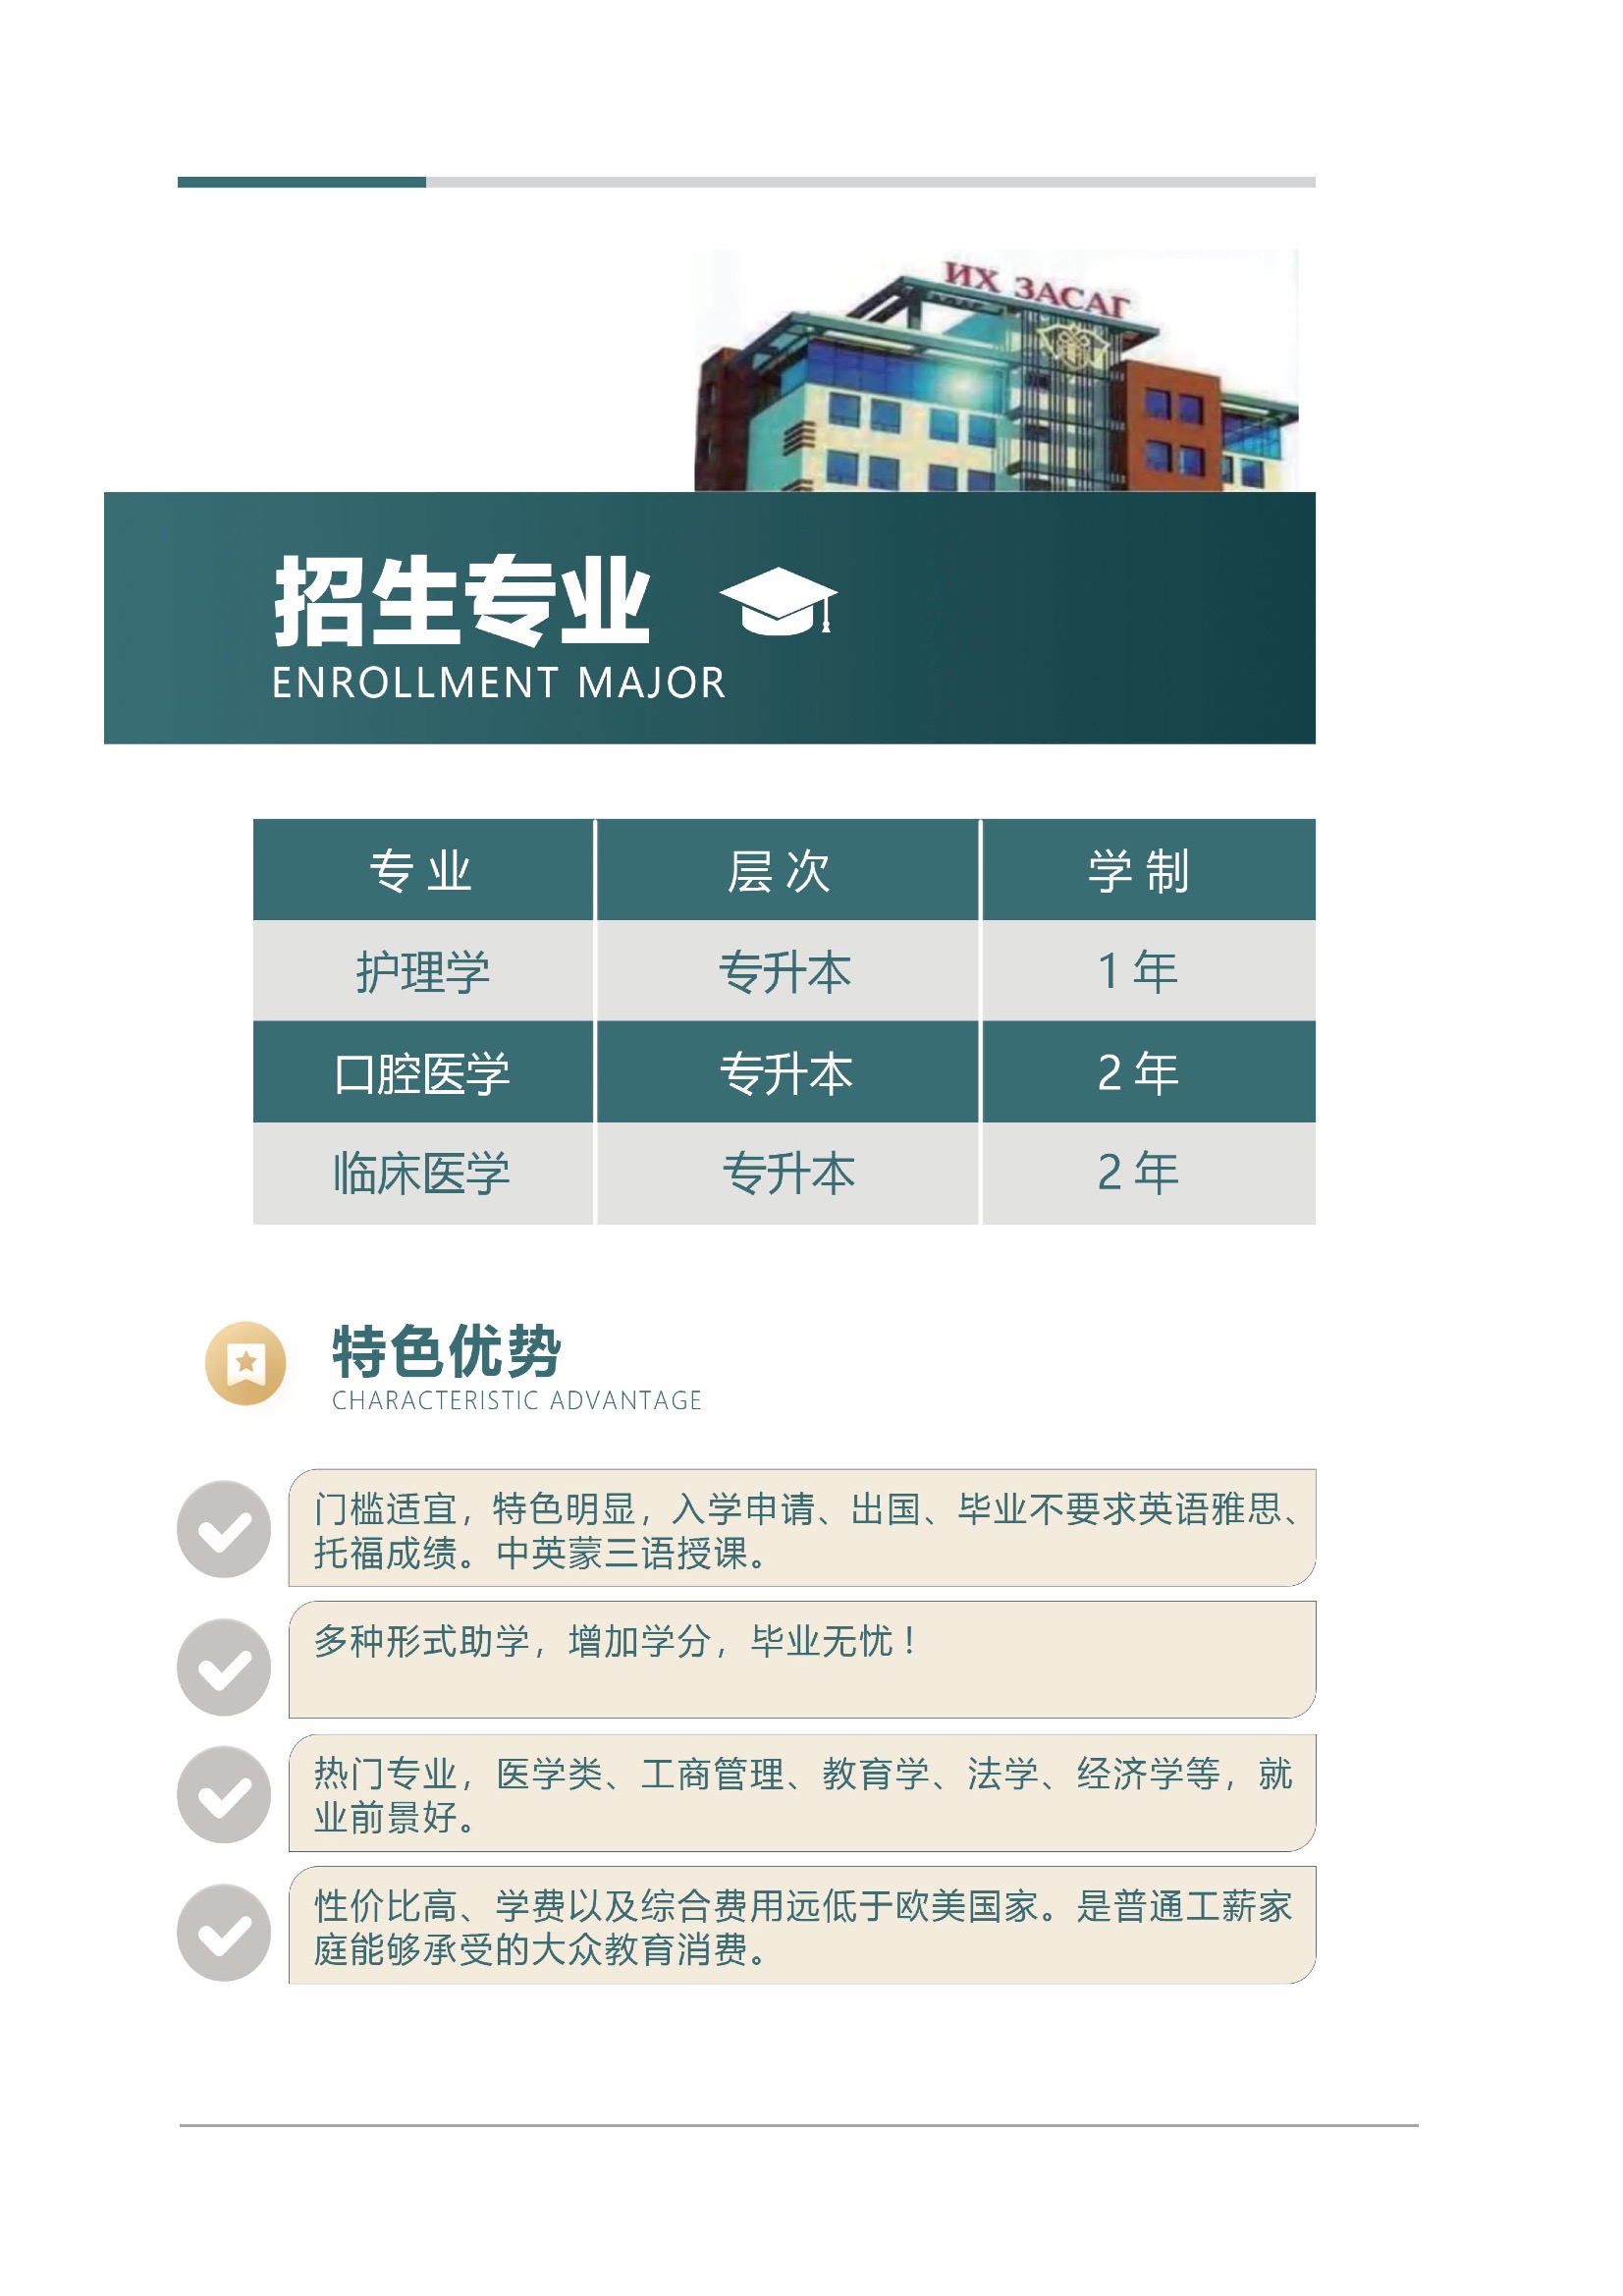 ИХ ЗАСАГ
招生专业
ENROLLMENT MAJOR
专业 层次 学制
护理学 专升本 1年
口腔医学 专升本 2年
临床医学 专升本 2年
特色优势
CHARACTERISTIC ADVANTAGE
门槛适宜，特色明显，入学申请、出国、毕业不要求英语雅思、
托福成绩。中英蒙三语授课。
多种形式助学，增加学分，毕业无忧！
热门专业，医学类、工商管理、教育学、法学、经济学等，就
业前景好。
性价比高、学费以及综合费用远低于欧美国家。是普通工薪家
庭能够承受的大众教育消费。